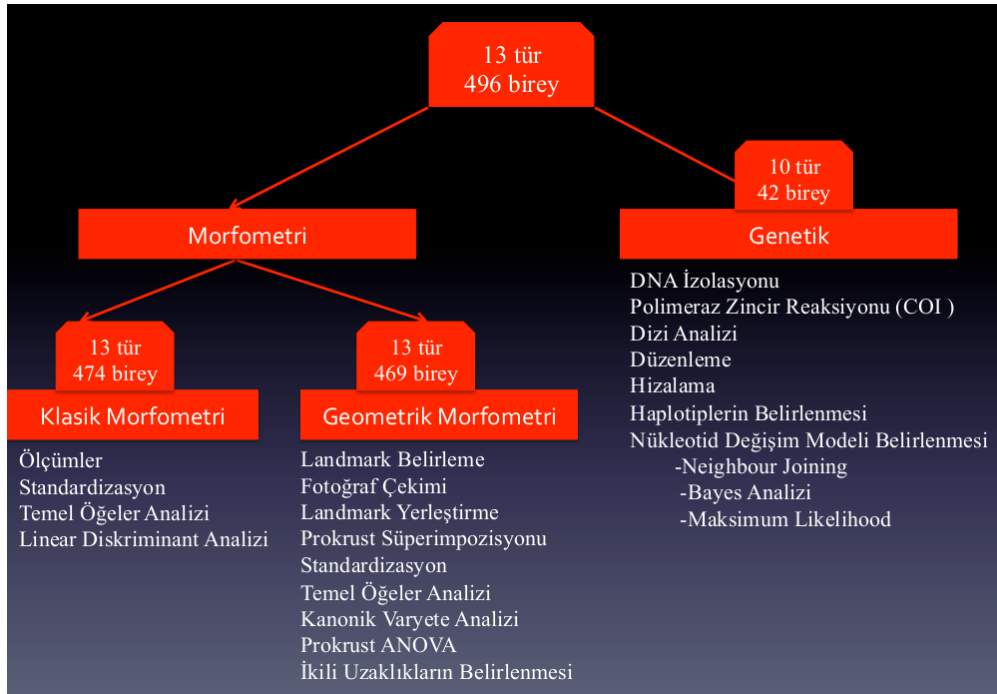 13 tür
496 birey
10 tür
42 birey
Morfometri
Genetik
DNA İzolasyonu
Polimeraz Zincir Reaksiyonu (COI )
Dizi Analizi
Düzenleme
Hizalama
Haplotiplerin Belirlenmesi
Nükleotid Değişim Modeli Belirlenmesi
-Neighbour Joining
-Bayes Analizi
-Maksimum Likelihood
13 tür
474 birey
Klasik Morfometri
Ölçümler
Standardizasyon
Temel Öğeler Analizi
Linear Diskriminant Analizi
13 tür
469 birey
Geometrik Morfometri
Landmark Belirleme
Fotoğraf Çekimi
Landmark Yerleştirme
Prokrust Süperimpozisyonu
Standardizasyon
Temel Öğeler Analizi
Kanonik Varyete Analizi
Prokrust ANOVA
İkili Uzaklıkların Belirlenmesi